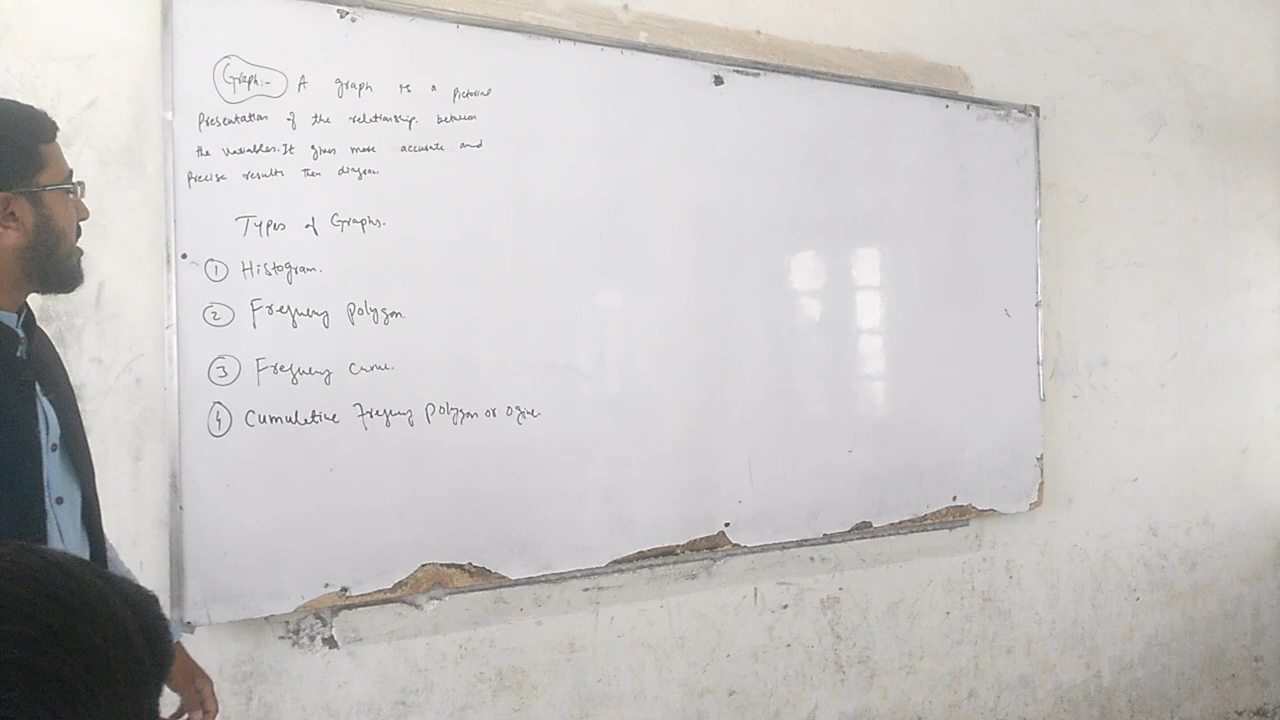 Graph:- A graph is a Pictorial
Presentation of the relationship. between
the variables. It gives more accurate and
Precise results than diagram.
Types of Graphs.
① Histogram.
② Frequency polygon.
③ Frequency curve.
④ Cumulative Frequency polygon or ogive.